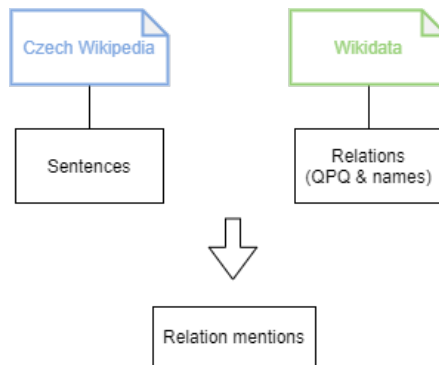 Czech Wikipedia
Wikidata
Sentences
Relations
(QPQ & names)
Relation mentions